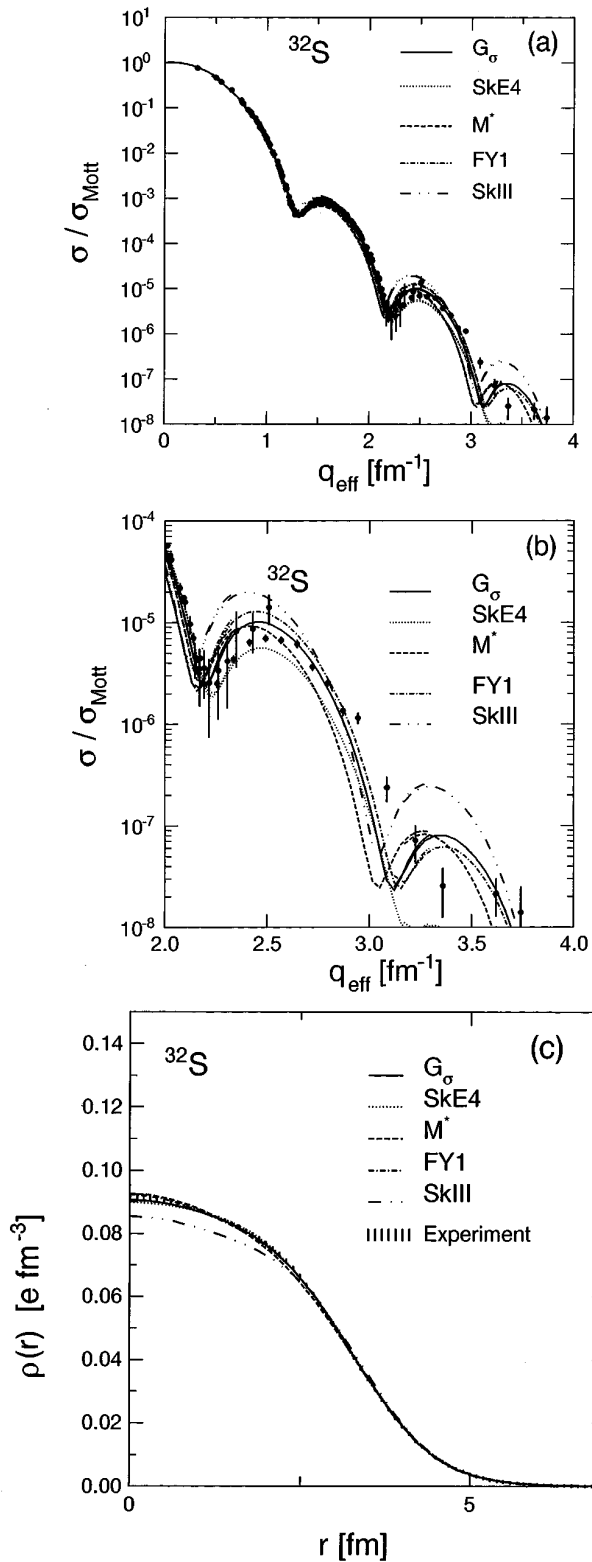 ³²S
(a)
G_σ
SkE4
M*
FY1
SkIII
σ / σ_Mott
10⁰
10⁻¹
10⁻²
10⁻³
10⁻⁴
10⁻⁵
10⁻⁶
10⁻⁷
10⁻⁸
0 1 2 3 4
q_eff [fm⁻¹]
³²S
(b)
G_σ
SkE4
M*
FY1
SkIII
σ / σ_Mott
10⁻⁴
10⁻⁵
10⁻⁶
10⁻⁷
10⁻⁸
2.0 2.5 3.0 3.5 4.0
q_eff [fm⁻¹]
³²S
(c)
G_σ
SkE4
M*
FY1
SkIII
Experiment
ρ(r) [e fm⁻³]
0.14
0.12
0.10
0.08
0.06
0.04
0.02
0.00
0 5
r [fm]